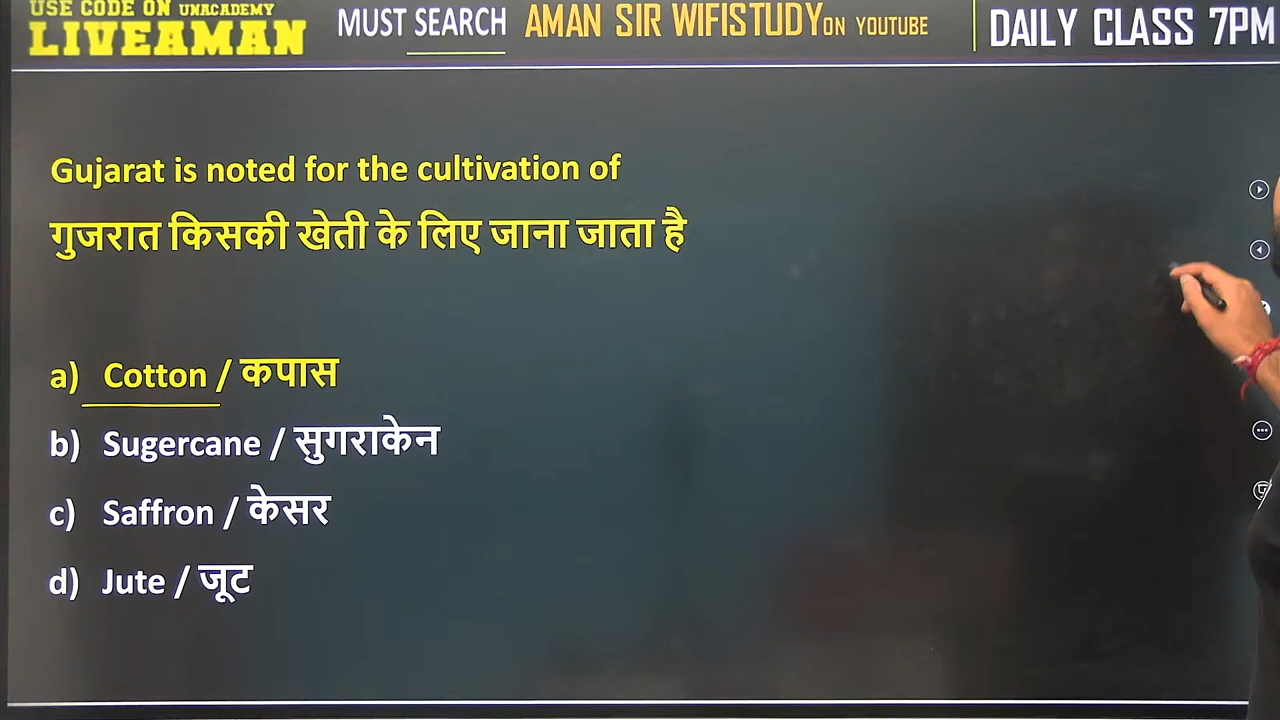 USE CODE ON UNACADEMY
LIVEAMAN
MUST SEARCH AMAN SIR WIFISTUDY ON YOUTUBE
DAILY CLASS 7PM
Gujarat is noted for the cultivation of
गुजरात किसकी खेती के लिए जाना जाता है
a) Cotton / कपास
b) Sugercane / सुगराकेन
c) Saffron / केसर
d) Jute / जूट